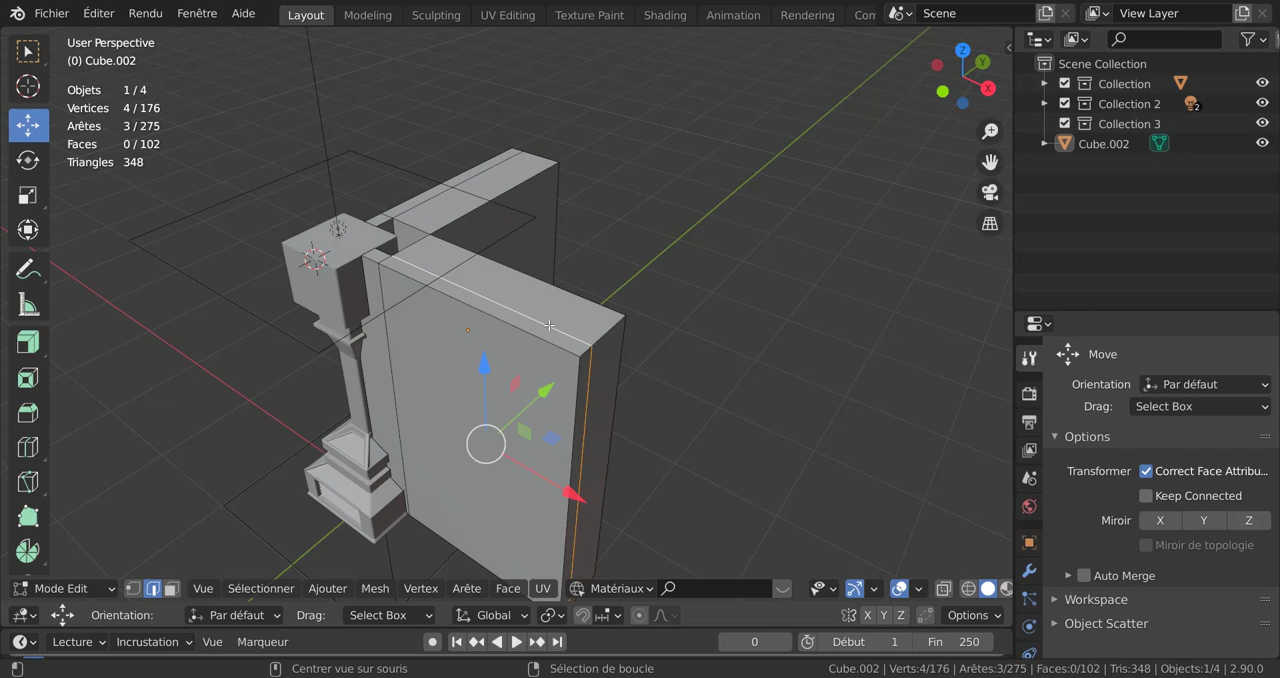 Fichier Éditer Rendu Fenêtre Aide Layout Modeling Sculpting UV Editing Texture Paint Shading Animation Rendering Con Scene View Layer
User Perspective
(0) Cube.002
Objets 1 / 4
Vertices 4 / 176
Arêtes 3 / 275
Faces 0 / 102
Triangles 348
Z
Y
X
Scene Collection
Collection
Collection 2 2
Collection 3
Cube.002
Move
Orientation Par défaut
Drag: Select Box
Options
Transformer Correct Face Attribu...
Keep Connected
Miroir X Y Z
Miroir de topologie
Auto Merge
Workspace
Object Scatter
Mode Edit Vue Sélectionner Ajouter Mesh Vertex Arête Face UV Matériaux
Orientation: Par défaut Drag: Select Box Global X Y Z Options
Lecture Incrustation Vue Marqueur 0 Début 1 Fin 250
Centrer vue sur souris Sélection de boucle Cube.002 | Verts:4/176 | Arêtes:3/275 | Faces:0/102 | Tris:348 | Objects:1/4 | 2.90.0